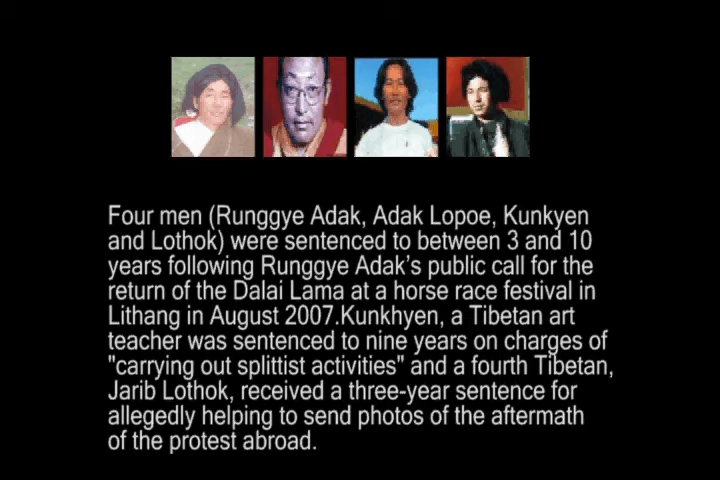 Four men (Runggye Adak, Adak Lopoe, Kunkyen
and Lothok) were sentenced to between 3 and 10
years following Runggye Adak's public call for the
return of the Dalai Lama at a horse race festival in
Lithang in August 2007.Kunkhyen, a Tibetan art
teacher was sentenced to nine years on charges of
"carrying out splittist activities" and a fourth Tibetan,
Jarib Lothok, received a three-year sentence for
allegedly helping to send photos of the aftermath
of the protest abroad.